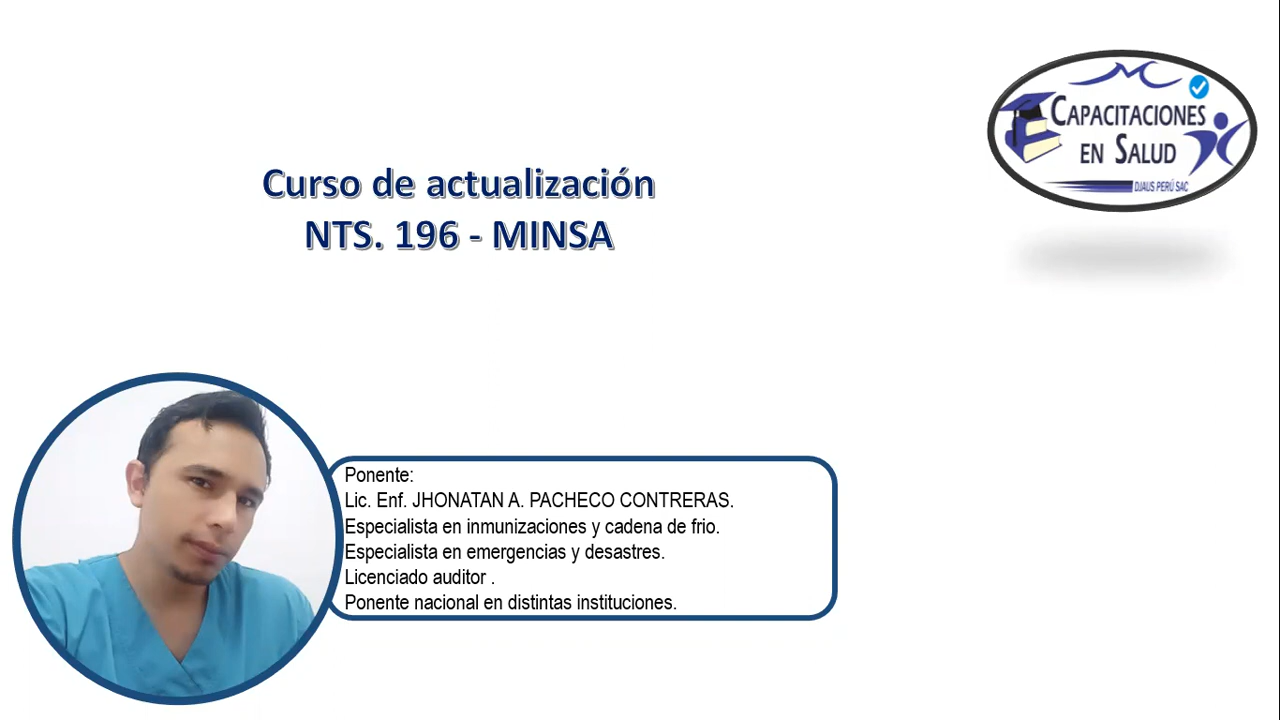 Curso de actualización
NTS. 196 - MINSA
CAPACITACIONES
EN SALUD
DJAUS PERÚ SAC
Ponente:
Lic. Enf. JHONATAN A. PACHECO CONTRERAS.
Especialista en inmunizaciones y cadena de frio.
Especialista en emergencias y desastres.
Licenciado auditor .
Ponente nacional en distintas instituciones.